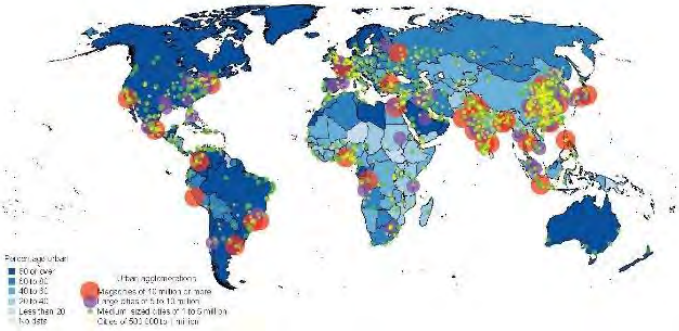 Percentage urban
80 or over
60 to 80
40 to 60
20 to 40
Less than 20
No data
Urban agglomerations
Megacities of 10 million or more
Large cities of 5 to 10 million
Medium sized cities of 1 to 5 million
Cities of 500 000 to 1 million